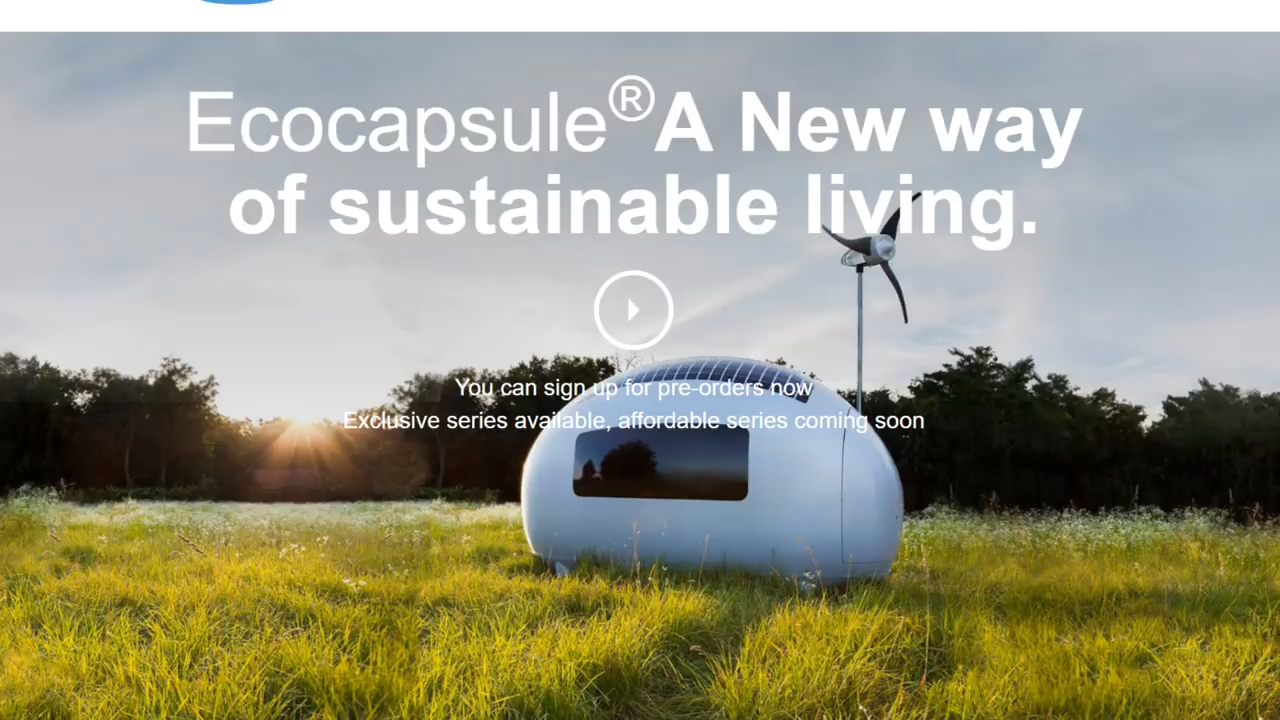 Ecocapsule®A New way
of sustainable living.
You can sign up for pre-orders now
Exclusive series available, affordable series coming soon